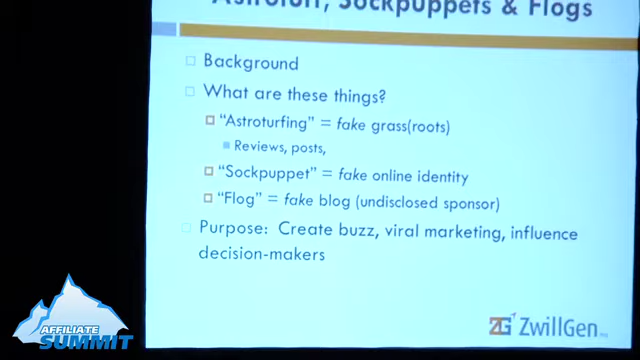 Astroturf, Sockpuppets & Flogs
Background
What are these things?
"Astroturfing" = fake grass(roots)
Reviews, posts,
"Sockpuppet" = fake online identity
"Flog" = fake blog (undisclosed sponsor)
Purpose: Create buzz, viral marketing, influence
decision-makers
ZG ZwillGen
AFFILIATE
SUMMIT